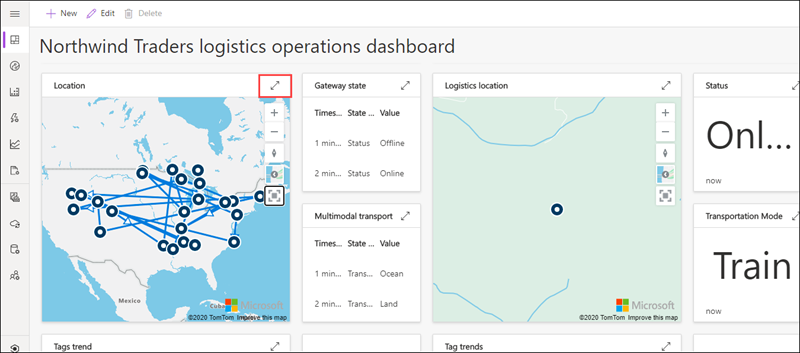 New Edit Delete
Northwind Traders logistics operations dashboard
Location
Mexico
Cuba
Microsoft
©2020 TomTom Improve this map
Gateway state
Times... State ... Value
1 min... Status Offline
2 min... Status Online
Multimodal transport
Times... State ... Value
1 min... Trans... Ocean
2 min... Trans... Land
Logistics location
Microsoft
©2020 TomTom Improve this map
Status
Onl...
now
Transportation Mode
Train
now
Tags trend
Tag trends